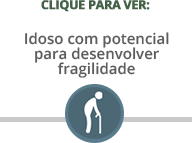 CLIQUE PARA VER:
Idoso com potencial
para desenvolver
fragilidade